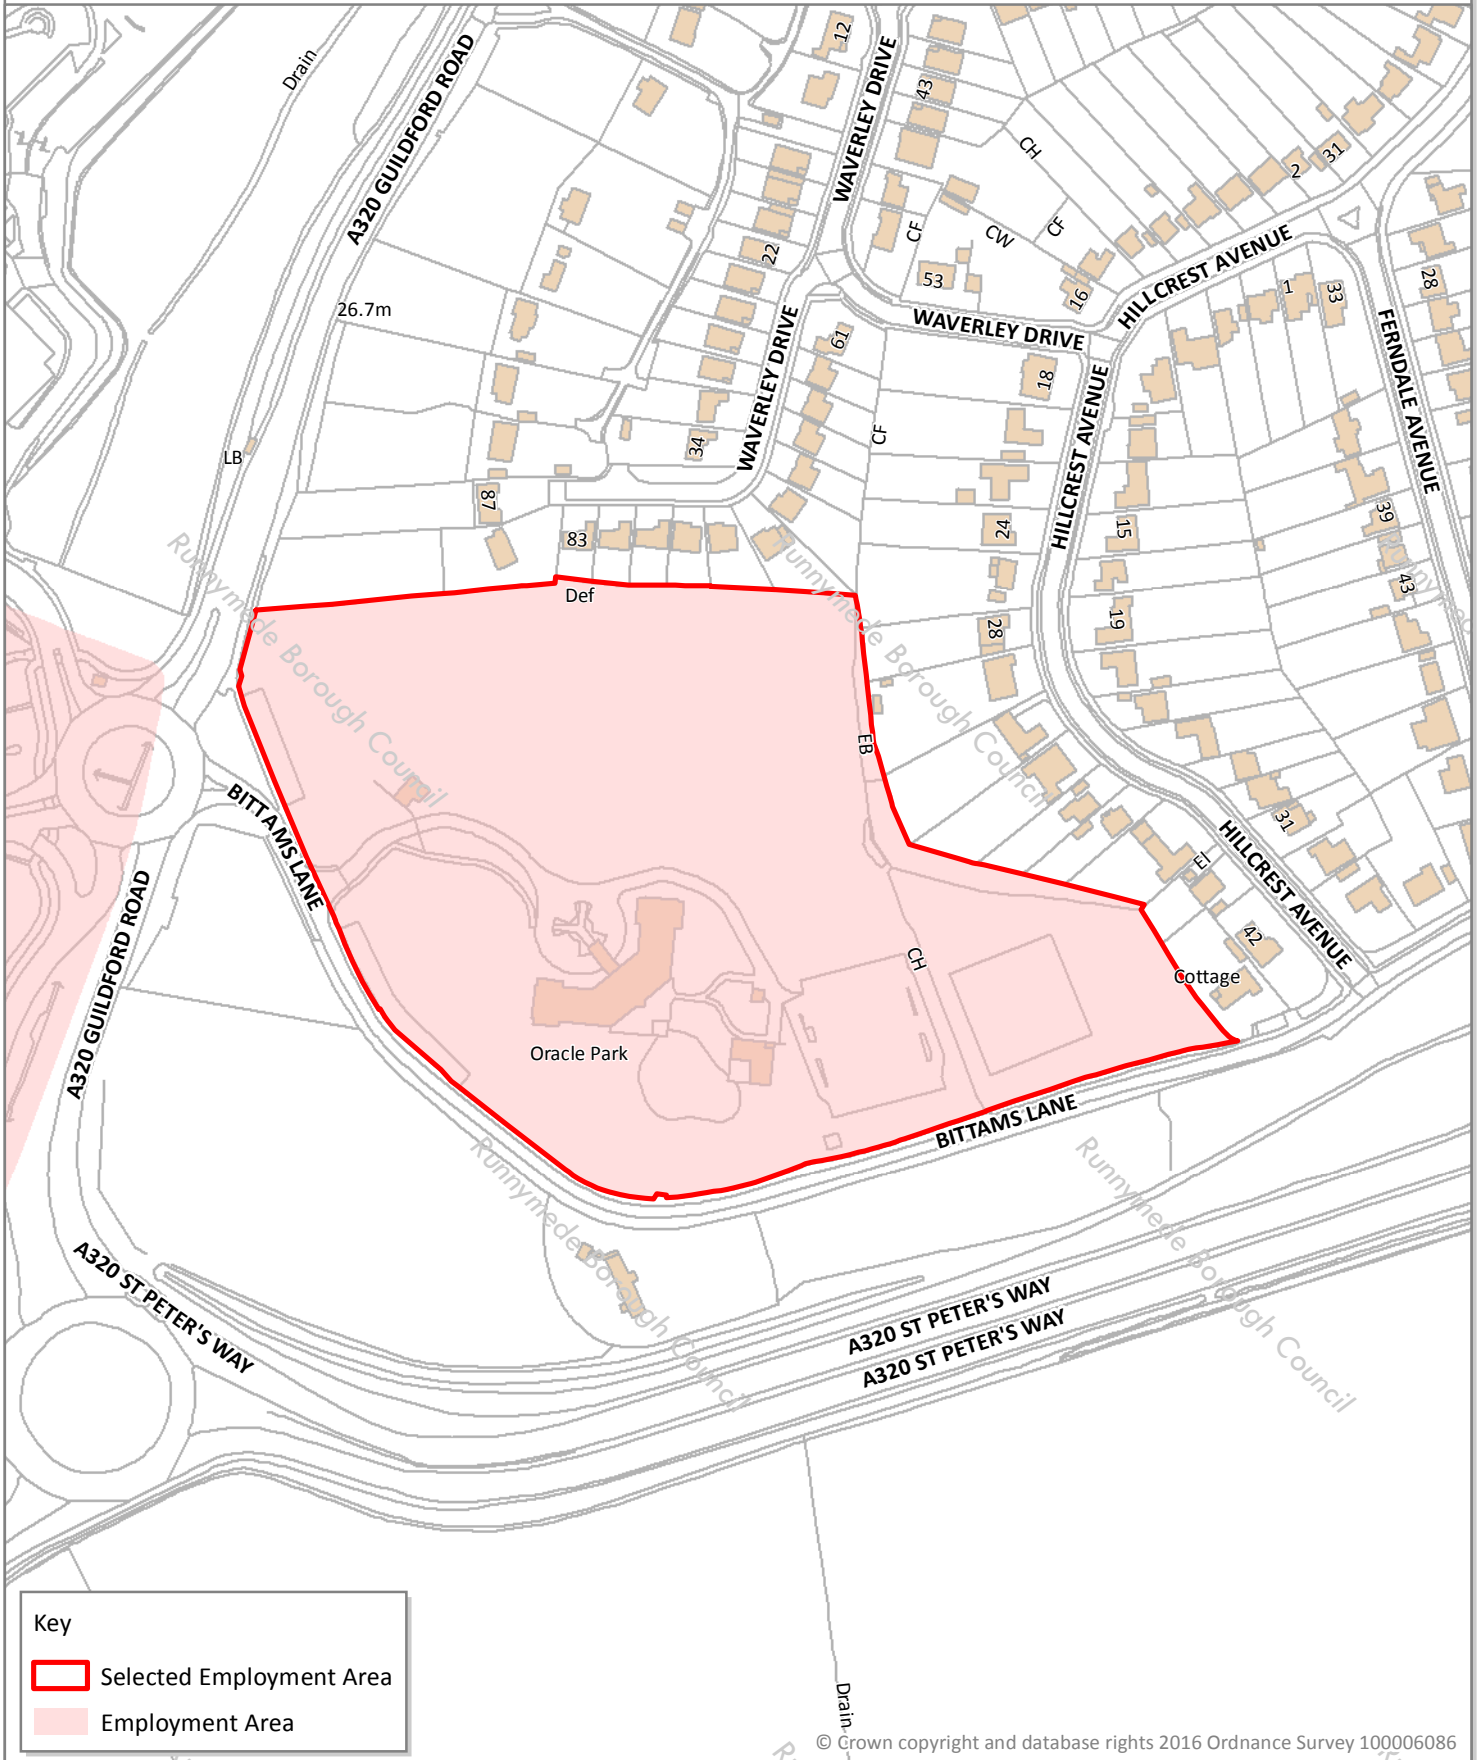 Drain
A320 GUILDFORD ROAD
12
WAVERLEY DRIVE
43
CH
2
31
CF
CW
CF
22
53
16
HILLCREST AVENUE
1
33
28
26.7m
WAVERLEY DRIVE
61
WAVERLEY DRIVE
18
FERNDALE AVENUE
LB
34
CF
HILLCREST AVENUE
87
83
24
15
39
43
Def
28
19
Runnymede Borough Council
Runnymede Borough Council
Runnymed
EB
BITTAMS LANE
31
HILLCREST AVENUE
EI
A320 GUILDFORD ROAD
CH
42
Cottage
Oracle Park
BITTAMS LANE
Runnymede Borough Council
Runnymede Borough Council
A320 ST PETER'S WAY
A320 ST PETER'S WAY
A320 ST PETER'S WAY
Key
Selected Employment Area
Employment Area
Drain
© Crown copyright and database rights 2016 Ordnance Survey 100006086